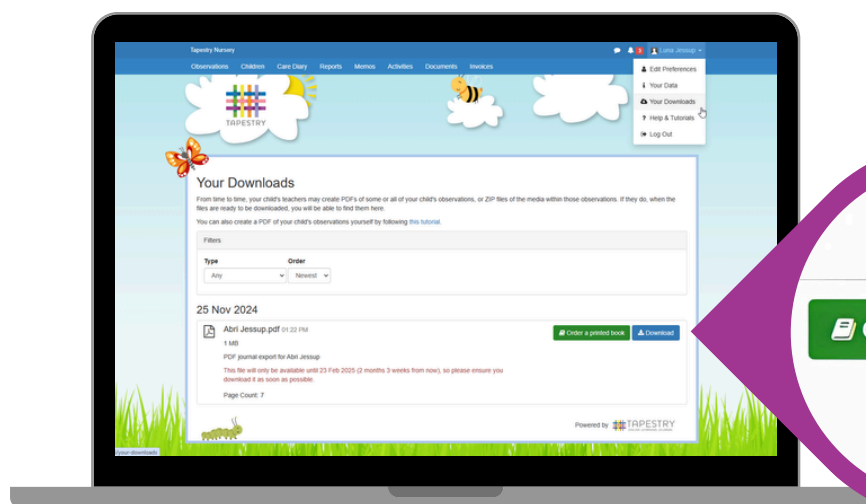 Tapestry Nursery
3
Luna Jessup
Observations Children Care Diary Reports Memos Activities Documents Invoices
Edit Preferences
Your Data
Your Downloads
Help & Tutorials
Log Out
TAPESTRY
Your Downloads
From time to time, your child's teachers may create PDFs of some or all of your child's observations, or ZIP files of the media within those observations. If they do, when the
files are ready to be downloaded, you will be able to find them here.
You can also create a PDF of your child's observations yourself by following this tutorial.
Filters
Type Order
Any Newest
25 Nov 2024
Abri Jessup.pdf 01:22 PM
Order a printed book Download
1 MB
PDF journal export for Abri Jessup
This file will only be available until 23 Feb 2025 (2 months 3 weeks from now), so please ensure you
download it as soon as possible.
Page Count: 7
Powered by TAPESTRY
/your-downloads